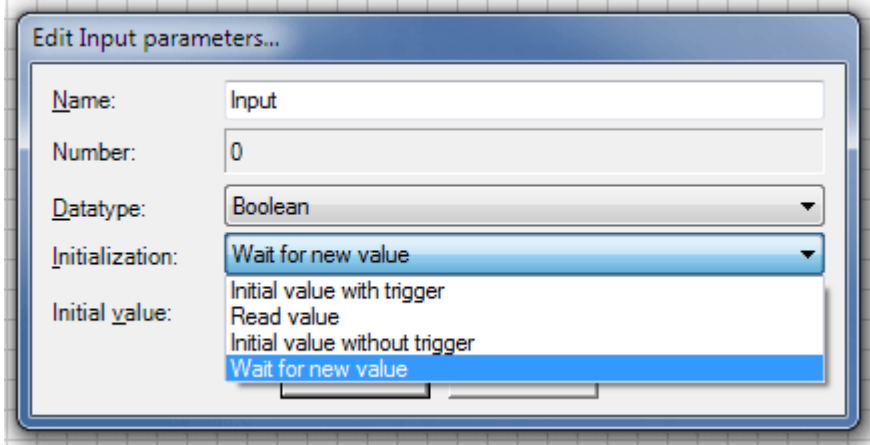 Edit Input parameters...
Name: Input
Number: 0
Datatype: Boolean
Initialization: Wait for new value
Initial value with trigger
Read value
Initial value: Initial value without trigger
Wait for new value